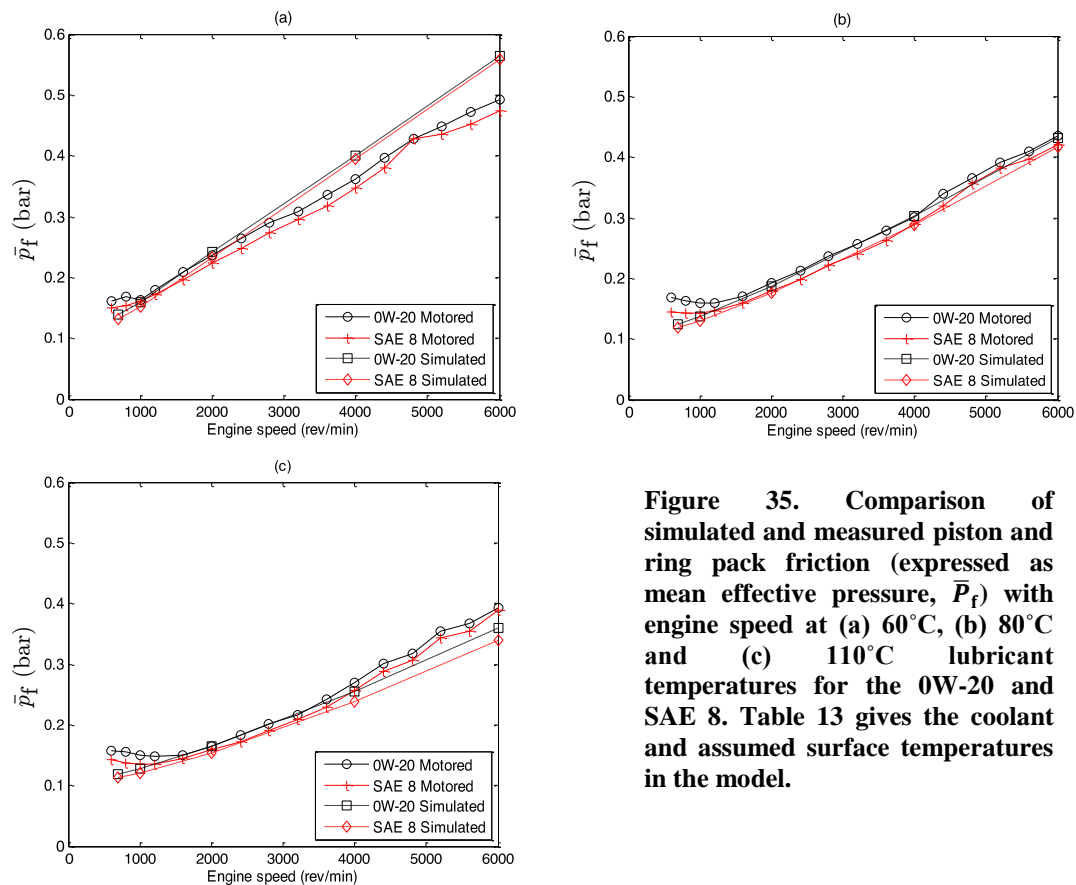 (a)
0.6
0.5
0.4
0.3
0.2
0.1
0
p̄f (bar)
0 1000 2000 3000 4000 5000 6000
Engine speed (rev/min)
0W-20 Motored
SAE 8 Motored
0W-20 Simulated
SAE 8 Simulated
(b)
0.6
0.5
0.4
0.3
0.2
0.1
0
p̄f (bar)
0 1000 2000 3000 4000 5000 6000
Engine speed (rev/min)
0W-20 Motored
SAE 8 Motored
0W-20 Simulated
SAE 8 Simulated
(c)
0.6
0.5
0.4
0.3
0.2
0.1
0
p̄f (bar)
0 1000 2000 3000 4000 5000 6000
Engine speed (rev/min)
0W-20 Motored
SAE 8 Motored
0W-20 Simulated
SAE 8 Simulated
Figure 35. Comparison of
simulated and measured piston and
ring pack friction (expressed as
mean effective pressure, P̄f) with
engine speed at (a) 60˚C, (b) 80˚C
and (c) 110˚C lubricant
temperatures for the 0W-20 and
SAE 8. Table 13 gives the coolant
and assumed surface temperatures
in the model.